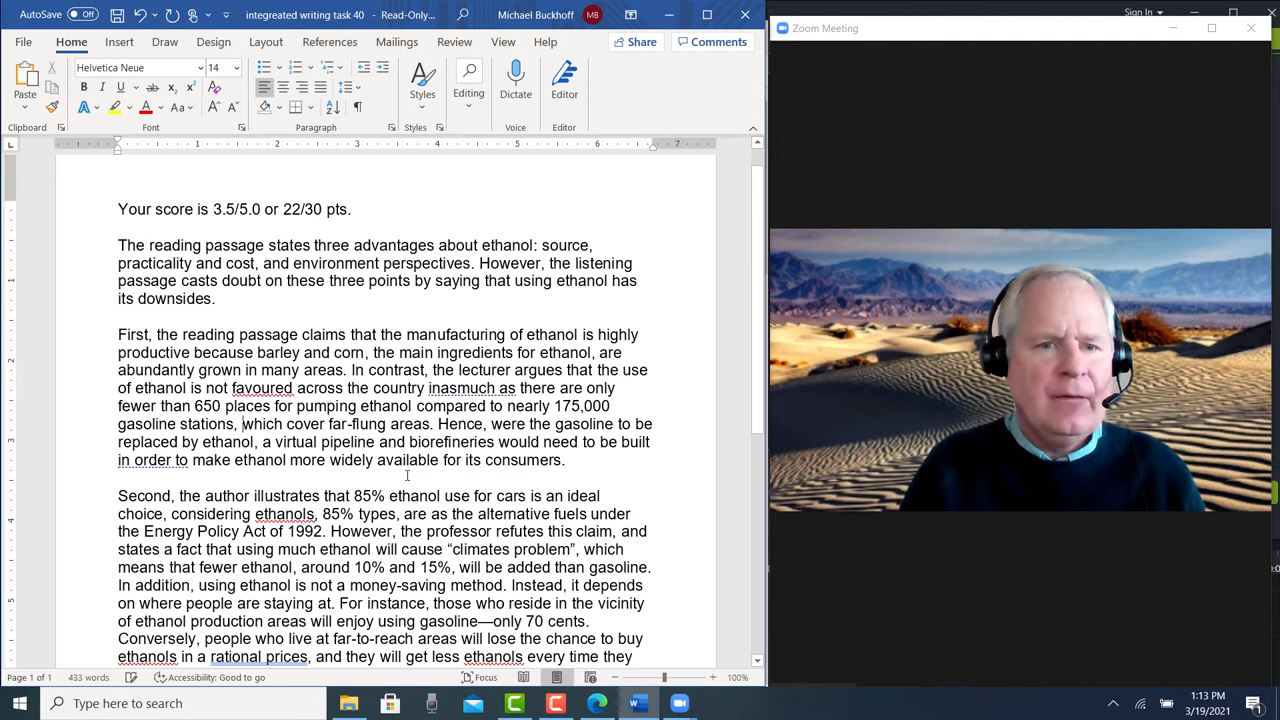 AutoSave Off
integreated writing task 40 - Read-Only...
Michael Buckhoff MB
Sign In
Zoom Meeting
File Home Insert Draw Design Layout References Mailings Review View Help Share Comments
Helvetica Neue 14
Paste
Styles
Editing
Dictate
Editor
Clipboard Font Paragraph Styles Voice Editor
1 2 3 4 5 6 7
Your score is 3.5/5.0 or 22/30 pts.
The reading passage states three advantages about ethanol: source,
practicality and cost, and environment perspectives. However, the listening
passage casts doubt on these three points by saying that using ethanol has
its downsides.
First, the reading passage claims that the manufacturing of ethanol is highly
productive because barley and corn, the main ingredients for ethanol, are
abundantly grown in many areas. In contrast, the lecturer argues that the use
of ethanol is not favoured across the country inasmuch as there are only
fewer than 650 places for pumping ethanol compared to nearly 175,000
gasoline stations, which cover far-flung areas. Hence, were the gasoline to be
replaced by ethanol, a virtual pipeline and biorefineries would need to be built
in order to make ethanol more widely available for its consumers.
Second, the author illustrates that 85% ethanol use for cars is an ideal
choice, considering ethanols, 85% types, are as the alternative fuels under
the Energy Policy Act of 1992. However, the professor refutes this claim, and
states a fact that using much ethanol will cause “climates problem”, which
means that fewer ethanol, around 10% and 15%, will be added than gasoline.
In addition, using ethanol is not a money-saving method. Instead, it depends
on where people are staying at. For instance, those who reside in the vicinity
of ethanol production areas will enjoy using gasoline—only 70 cents.
Conversely, people who live at far-to-reach areas will lose the chance to buy
ethanols in a rational prices, and they will get less ethanols every time they
Page 1 of 1 433 words Accessibility: Good to go Focus 100%
Type here to search
1:13 PM
3/19/2021